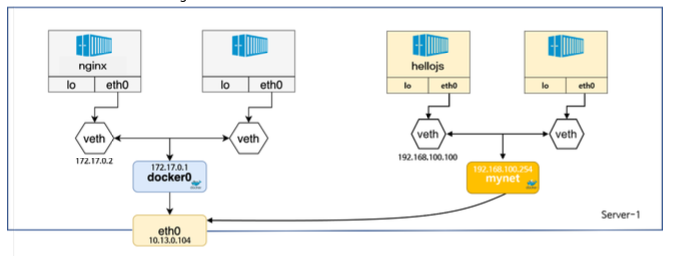 nginx
lo eth0
lo eth0
hellojs
lo eth0
lo eth0
veth
veth
veth
veth
172.17.0.2
192.168.100.100
172.17.0.1
docker0
192.168.100.254
mynet
Server-1
eth0
10.13.0.104